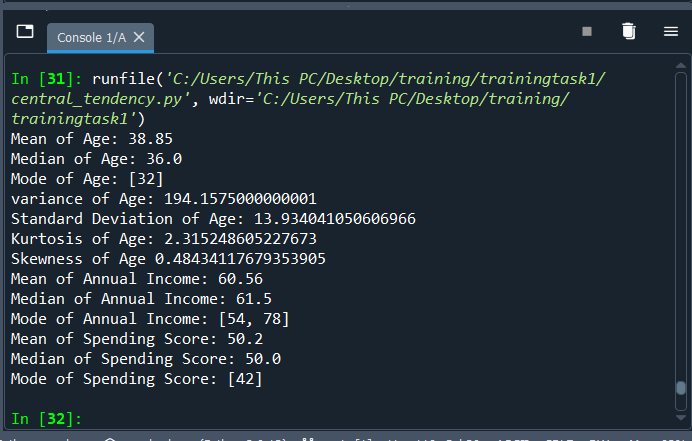 Console 1/A
In [31]: runfile('C:/Users/This PC/Desktop/training/trainingtask1/
central_tendency.py', wdir='C:/Users/This PC/Desktop/training/
trainingtask1')
Mean of Age: 38.85
Median of Age: 36.0
Mode of Age: [32]
variance of Age: 194.1575000000001
Standard Deviation of Age: 13.934041050606966
Kurtosis of Age: 2.315248605227673
Skewness of Age 0.48434117679353905
Mean of Annual Income: 60.56
Median of Annual Income: 61.5
Mode of Annual Income: [54, 78]
Mean of Spending Score: 50.2
Median of Spending Score: 50.0
Mode of Spending Score: [42]
In [32]: